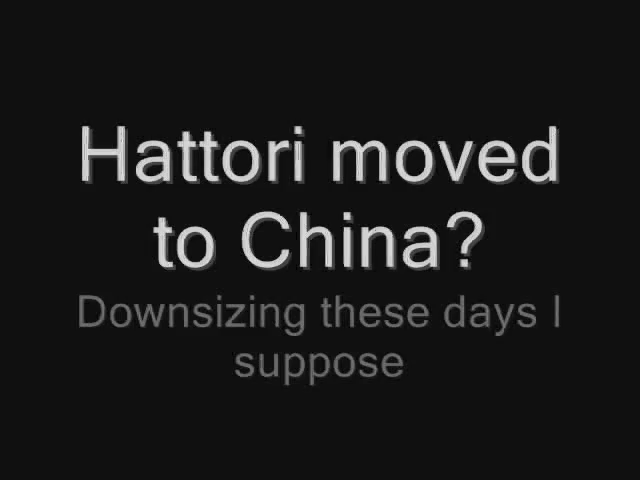 Hattori moved
to China?
Downsizing these days I
suppose